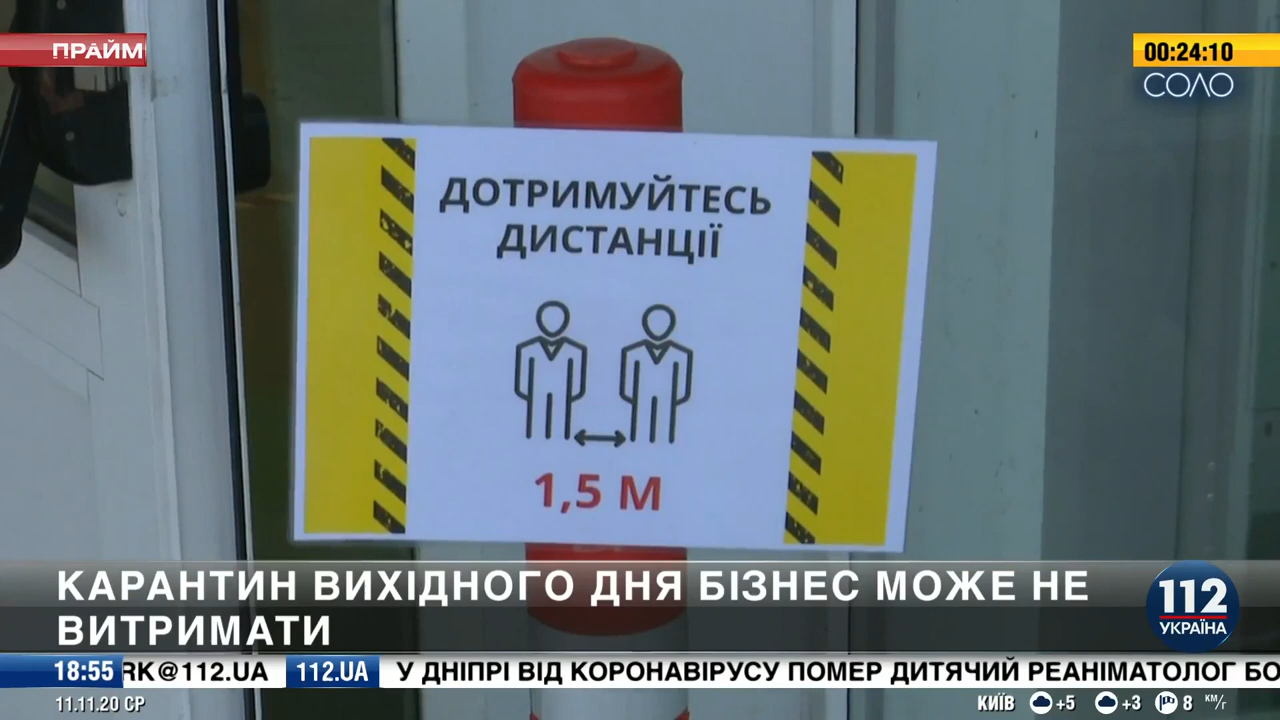 ПРАЙМ
00:24:10
СОЛО
ДОТРИМУЙТЕСЬ
ДИСТАНЦІЇ
1,5 М
КАРАНТИН ВИХІДНОГО ДНЯ БІЗНЕС МОЖЕ НЕ
ВИТРИМАТИ
112
УКРАЇНА
18:55 RK@112.UA 112.UA У ДНІПРІ ВІД КОРОНАВІРУСУ ПОМЕР ДИТЯЧИЙ РЕАНІМАТОЛОГ БО
11.11.20 СР КИЇВ +5 +3 8 КМ/Г